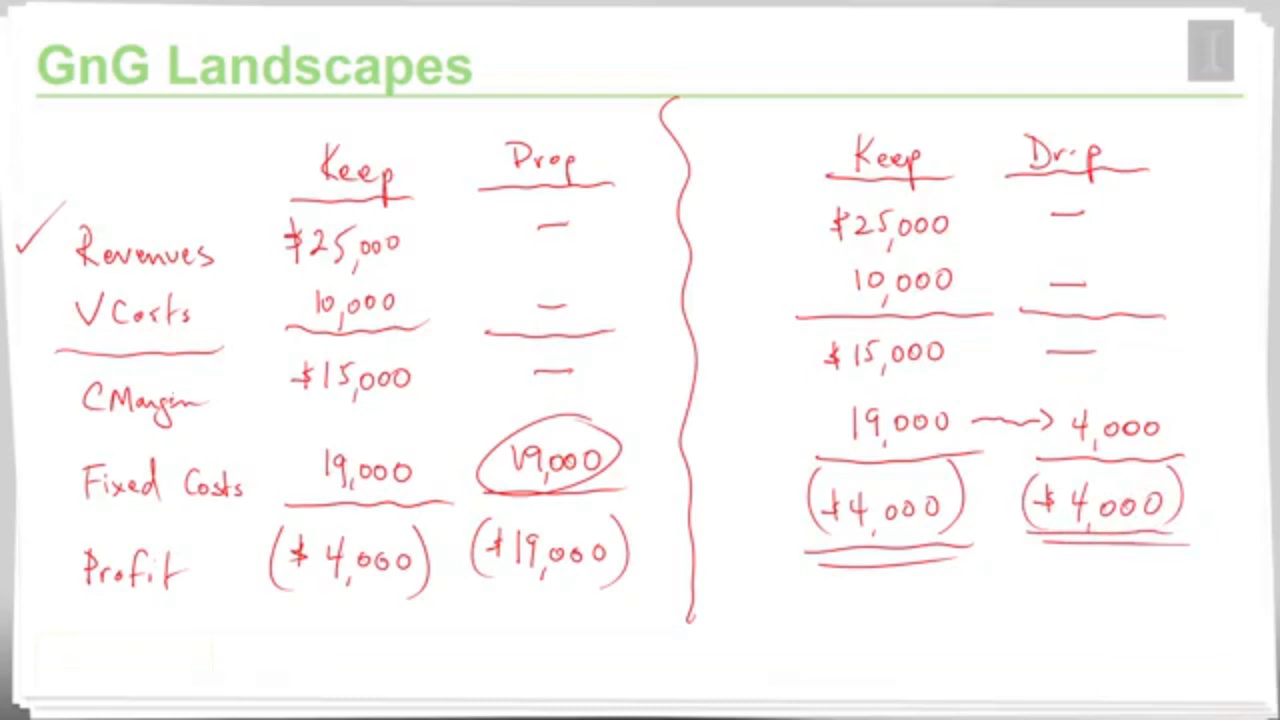 GnG Landscapes
I
Keep Drop Keep Drop
Revenues $25,000 — $25,000 —
V Costs 10,000 — 10,000 —
CMargin $15,000 — $15,000 —
Fixed Costs 19,000 19,000 19,000 → 4,000
Profit ($4,000) ($19,000) ($4,000) ($4,000)